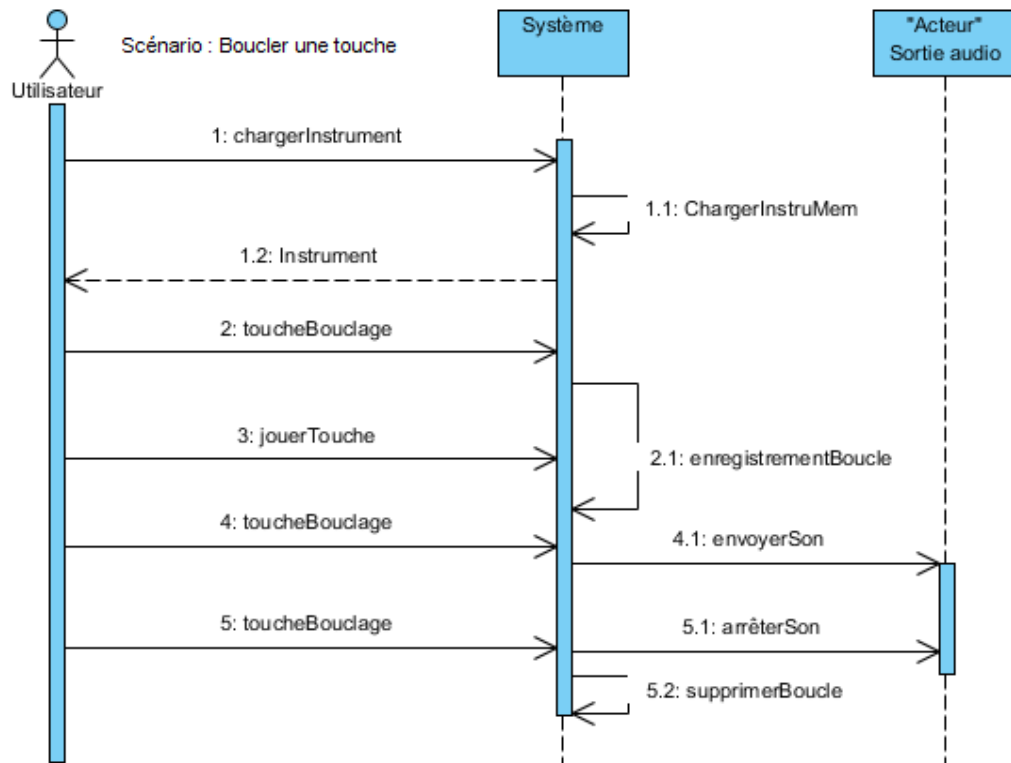 Scénario : Boucler une touche
Utilisateur
Système
"Acteur"
Sortie audio
1: chargerInstrument
1.1: ChargerInstruMem
1.2: Instrument
2: toucheBouclage
3: jouerTouche
2.1: enregistrementBoucle
4: toucheBouclage
4.1: envoyerSon
5: toucheBouclage
5.1: arrêterSon
5.2: supprimerBoucle